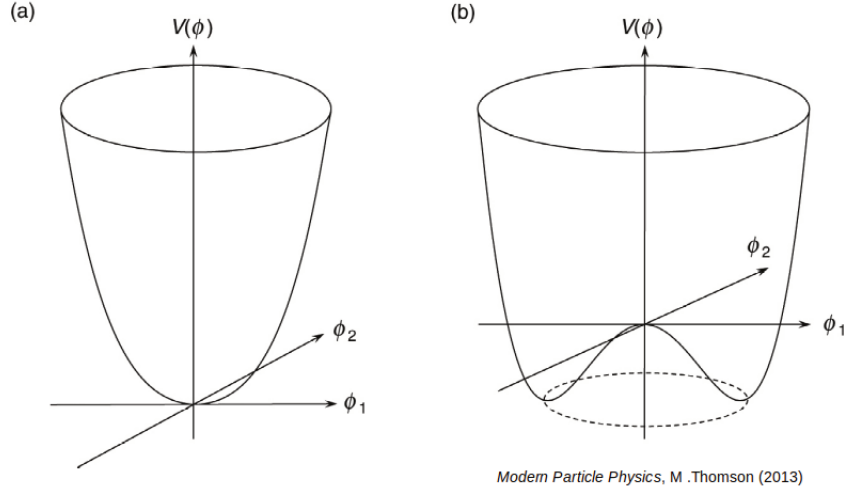 (a)
V(ϕ)
ϕ2
ϕ1
(b)
V(ϕ)
ϕ2
ϕ1
Modern Particle Physics, M .Thomson (2013)